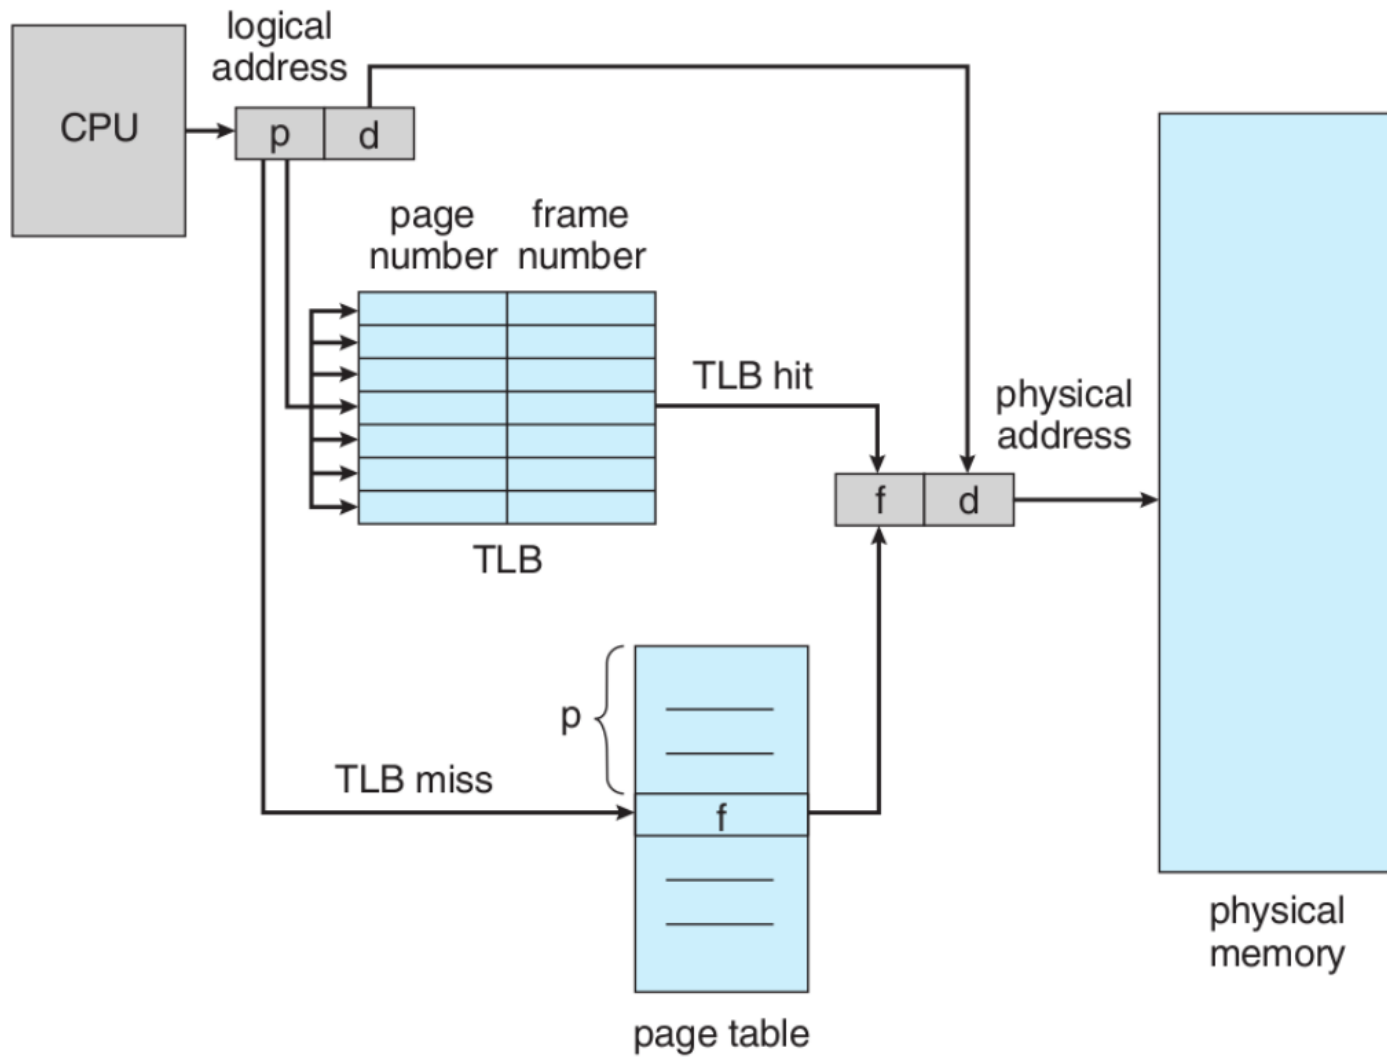 logical
address
CPU
p
d
page
number
frame
number
TLB hit
physical
address
f
d
TLB
p
TLB miss
f
physical
memory
page table